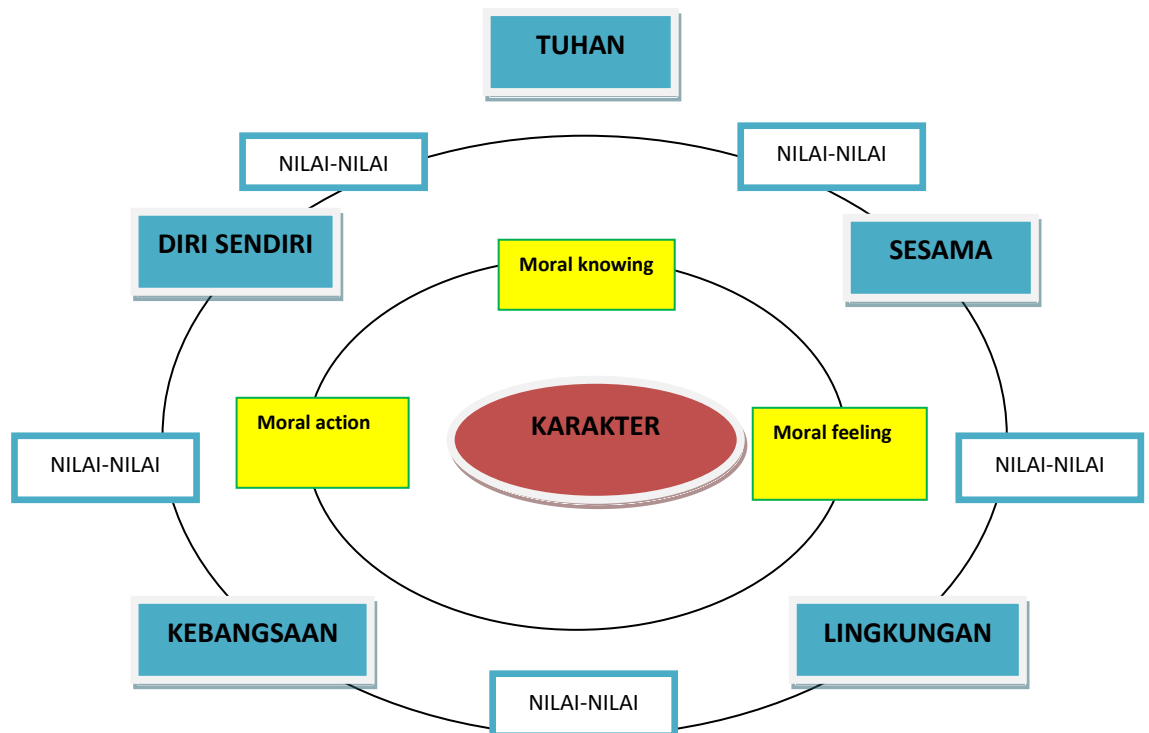 TUHAN
NILAI-NILAI
NILAI-NILAI
DIRI SENDIRI
SESAMA
Moral knowing
Moral action
KARAKTER
Moral feeling
NILAI-NILAI
NILAI-NILAI
KEBANGSAAN
LINGKUNGAN
NILAI-NILAI